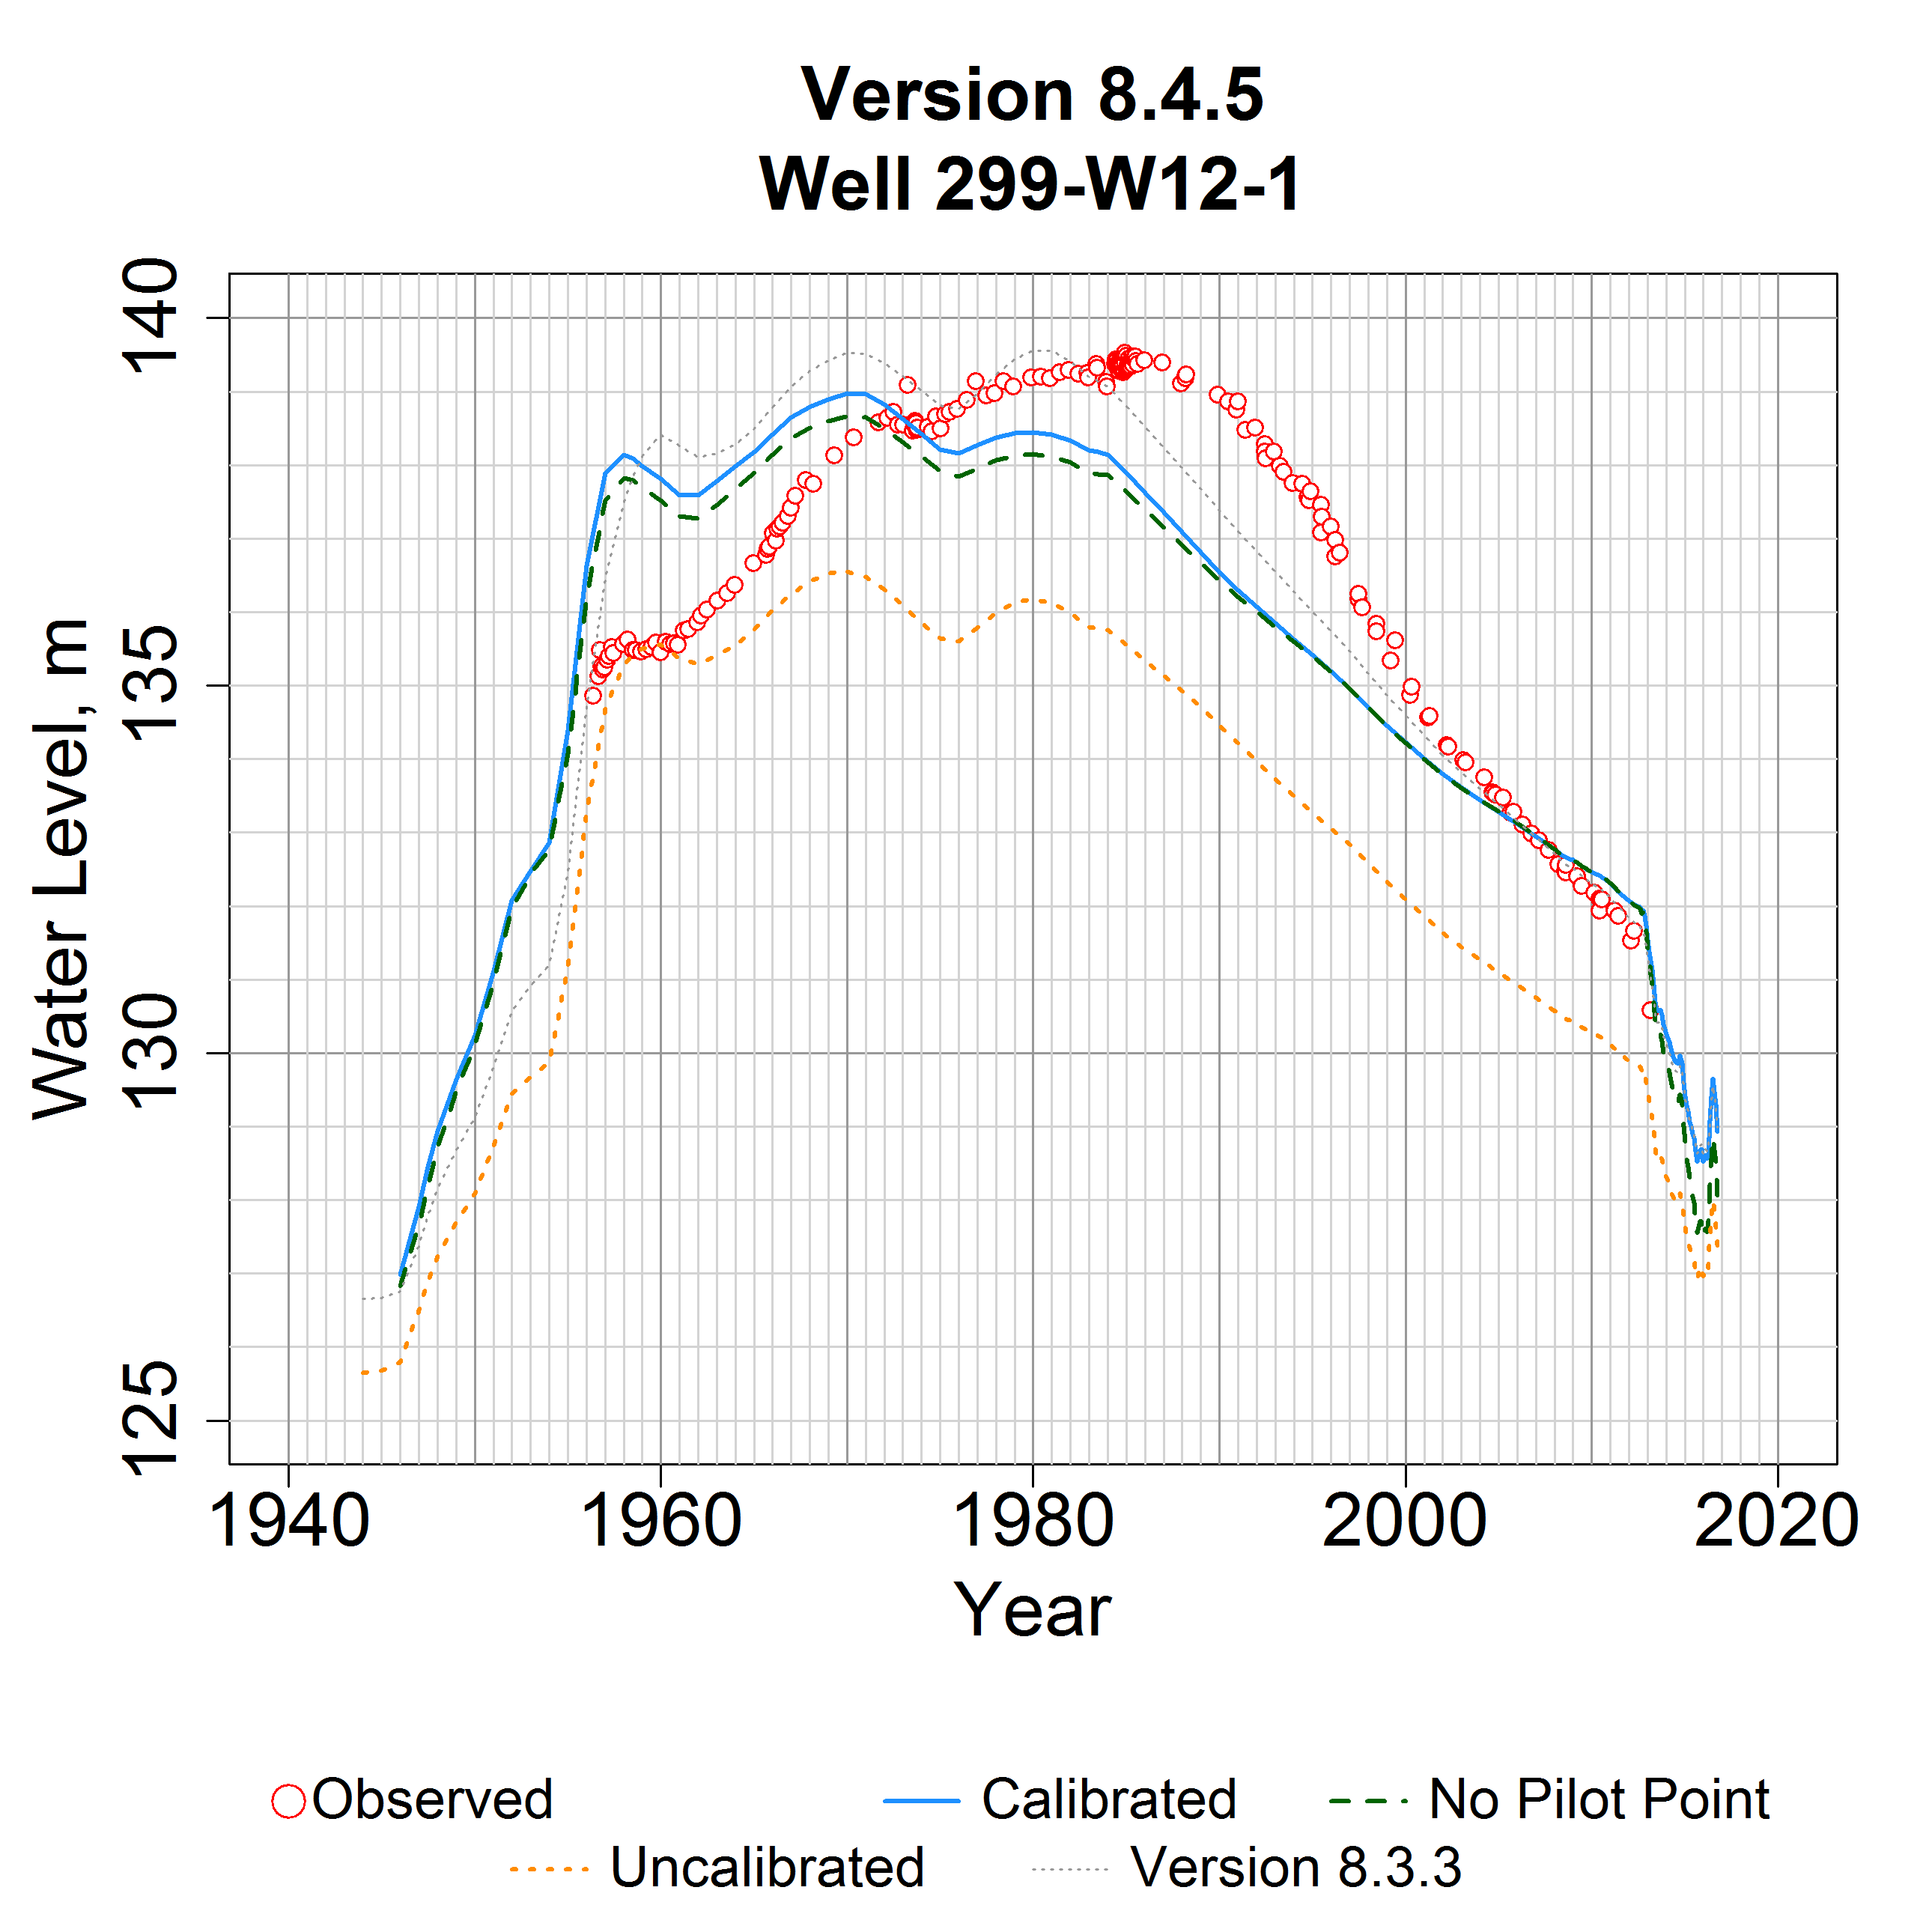 Version 8.4.5
Well 299-W12-1
Water Level, m
140
135
130
125
1940 1960 1980 2000 2020
Year
Observed Calibrated No Pilot Point
Uncalibrated Version 8.3.3